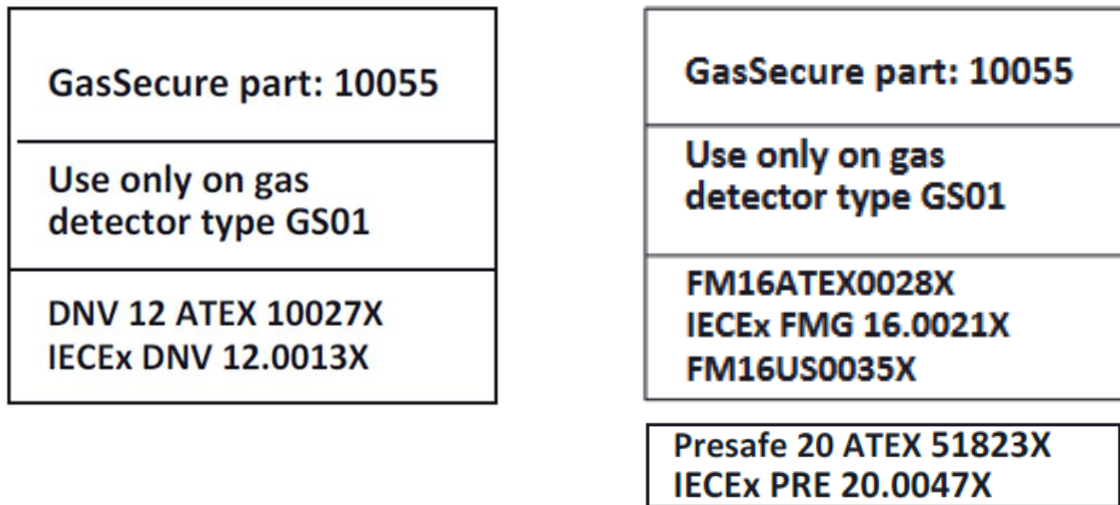 GasSecure part: 10055
Use only on gas
detector type GS01
DNV 12 ATEX 10027X
IECEx DNV 12.0013X
GasSecure part: 10055
Use only on gas
detector type GS01
FM16ATEX0028X
IECEx FMG 16.0021X
FM16US0035X
Presafe 20 ATEX 51823X
IECEx PRE 20.0047X